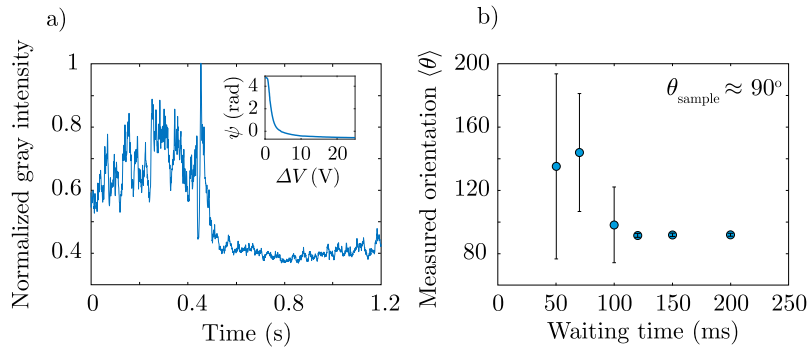 a)
Normalized gray intensity
1
0.8
0.6
0.4
0
0.4
0.8
1.2
Time (s)
ψ (rad)
4
2
0
0
10
20
ΔV (V)
b)
Measured orientation ⟨θ⟩
200
160
120
80
0
50
100
150
200
250
Waiting time (ms)
θsample ≈ 90°